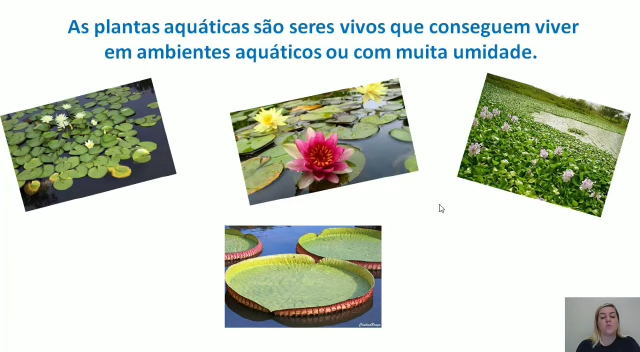 As plantas aquáticas são seres vivos que conseguem viver
em ambientes aquáticos ou com muita umidade.